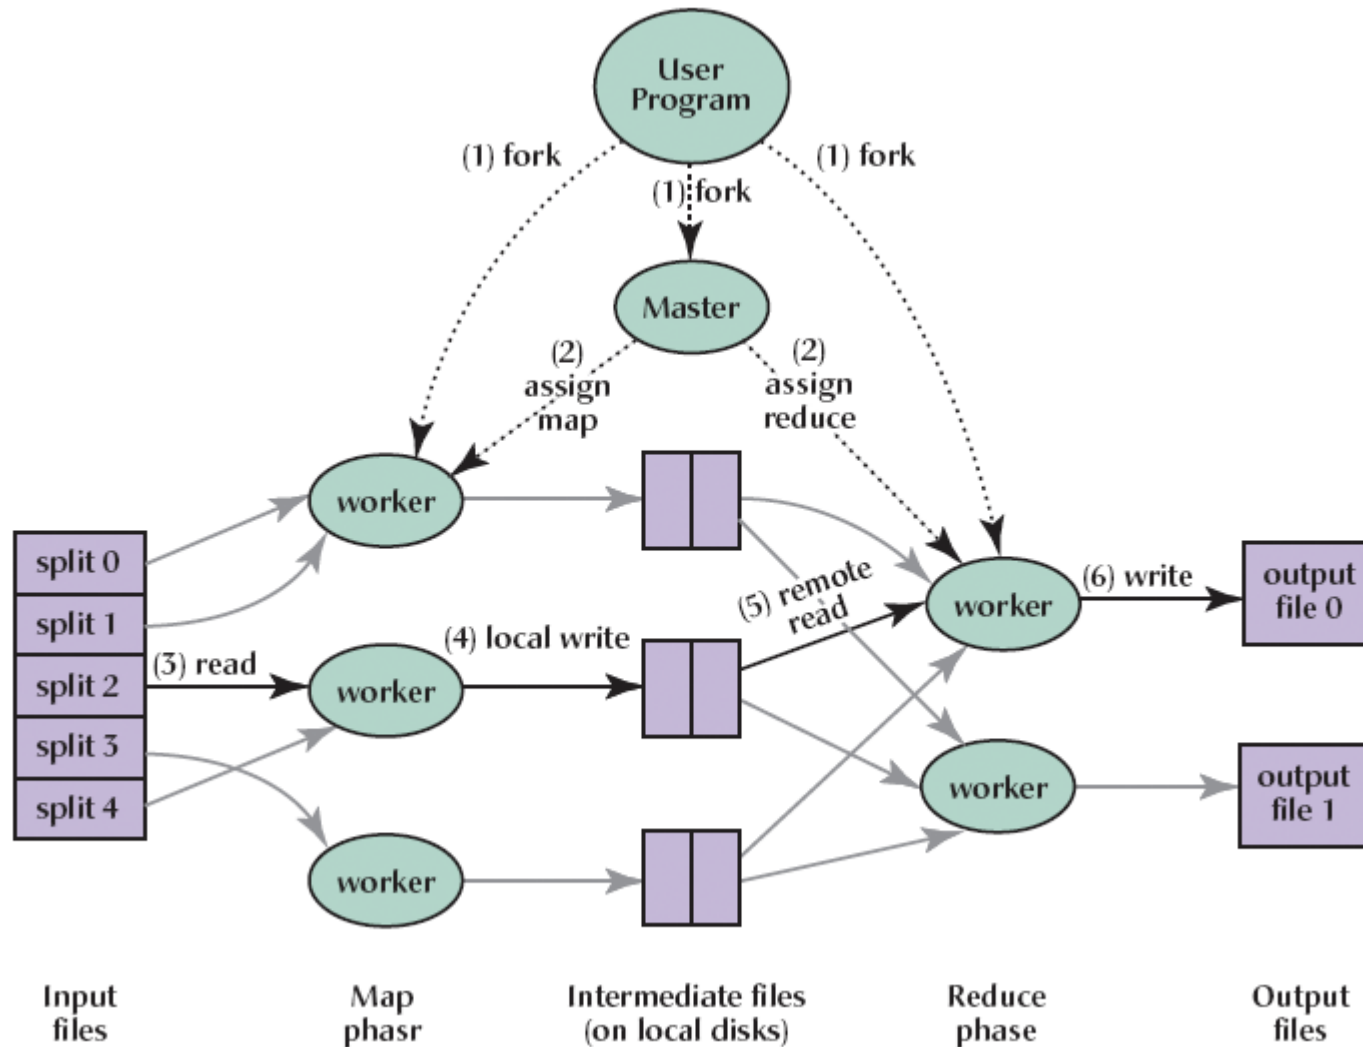 User
Program
(1) fork
(1) fork
(1) fork
Master
(2)
assign
map
(2)
assign
reduce
worker
split 0
split 1
split 2
split 3
split 4
(3) read
worker
(4) local write
worker
(5) remote
read
worker
(6) write
worker
output
file 0
output
file 1
Input
files
Map
phasr
Intermediate files
(on local disks)
Reduce
phase
Output
files